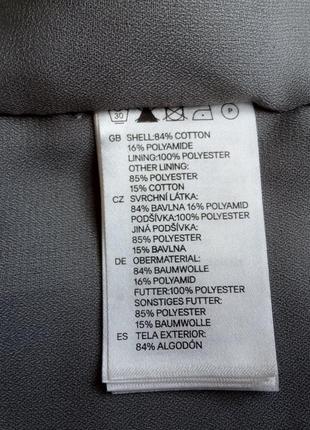 30 P
GB SHELL:84% COTTON
16% POLYAMIDE
LINING:100% POLYESTER
OTHER LINING:
85% POLYESTER
15% COTTON
CZ SVRCHNÍ LÁTKA:
84% BAVLNA 16% POLYAMID
PODŠÍVKA:100% POLYESTER
JINÁ PODŠÍVKA:
85% POLYESTER
15% BAVLNA
DE OBERMATERIAL:
84% BAUMWOLLE
16% POLYAMID
FUTTER:100% POLYESTER
SONSTIGES FUTTER:
85% POLYESTER
15% BAUMWOLLE
ES TELA EXTERIOR:
84% ALGODÓN